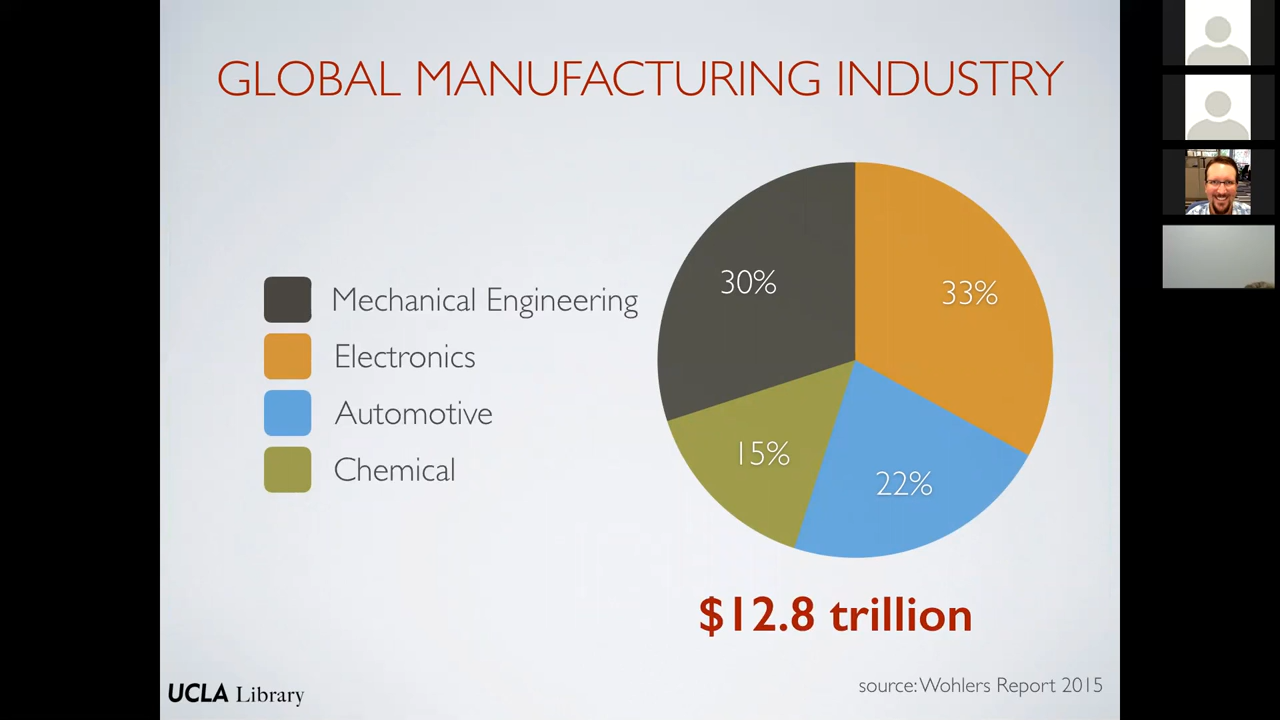 GLOBAL MANUFACTURING INDUSTRY
Mechanical Engineering
Electronics
Automotive
Chemical
30%
33%
15%
22%
$12.8 trillion
UCLA Library
source: Wohlers Report 2015